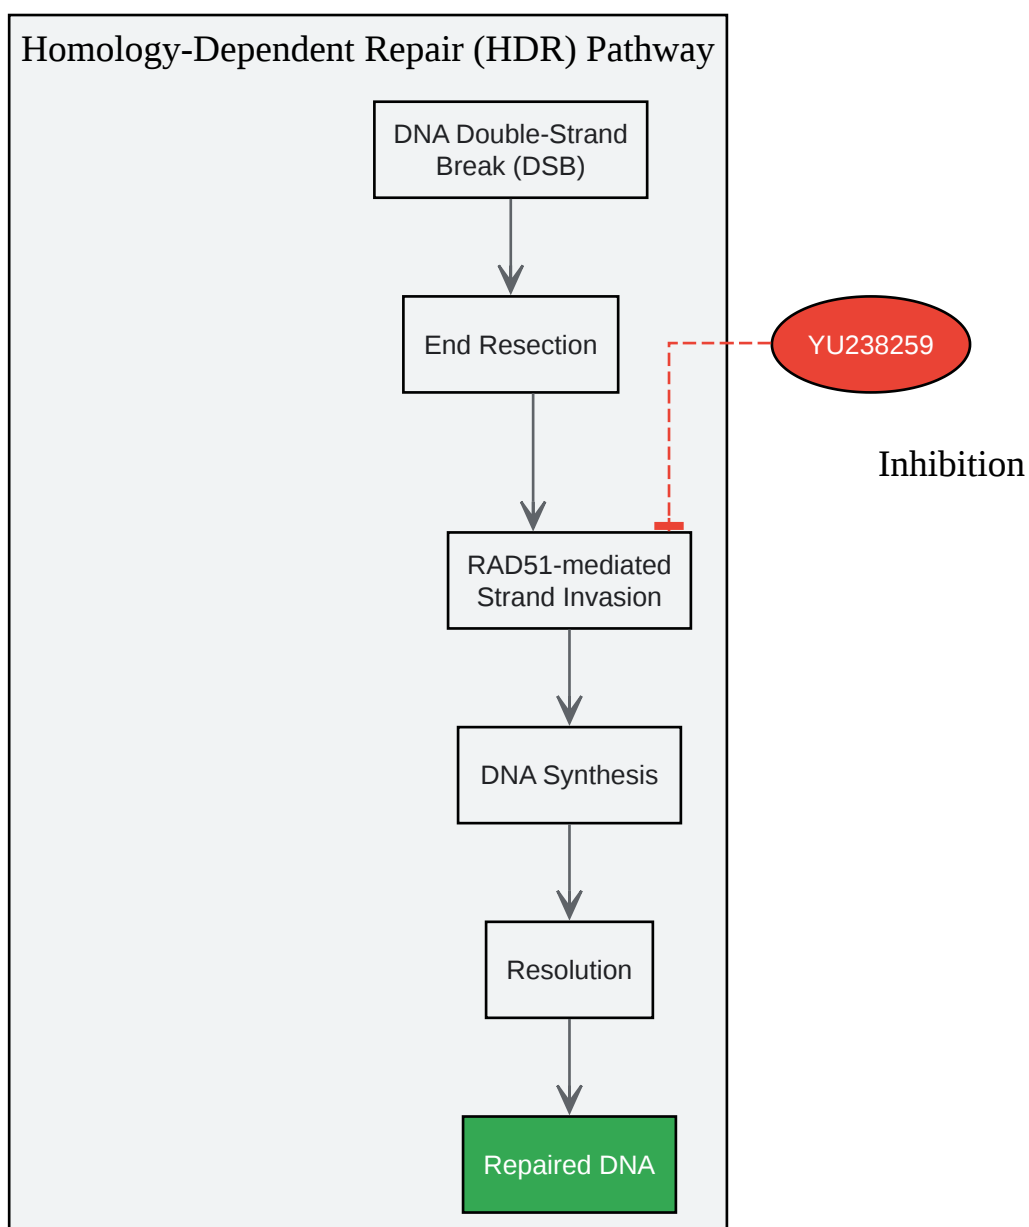 Homology-Dependent Repair (HDR) Pathway
DNA Double-Strand
Break (DSB)
End Resection
YU238259
Inhibition
RAD51-mediated
Strand Invasion
DNA Synthesis
Resolution
Repaired DNA